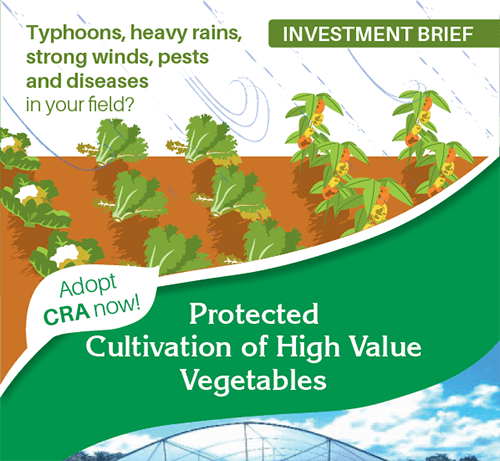 Typhoons, heavy rains,
strong winds, pests
and diseases
in your field?
INVESTMENT BRIEF
Adopt
CRA now!
Protected
Cultivation of High Value
Vegetables